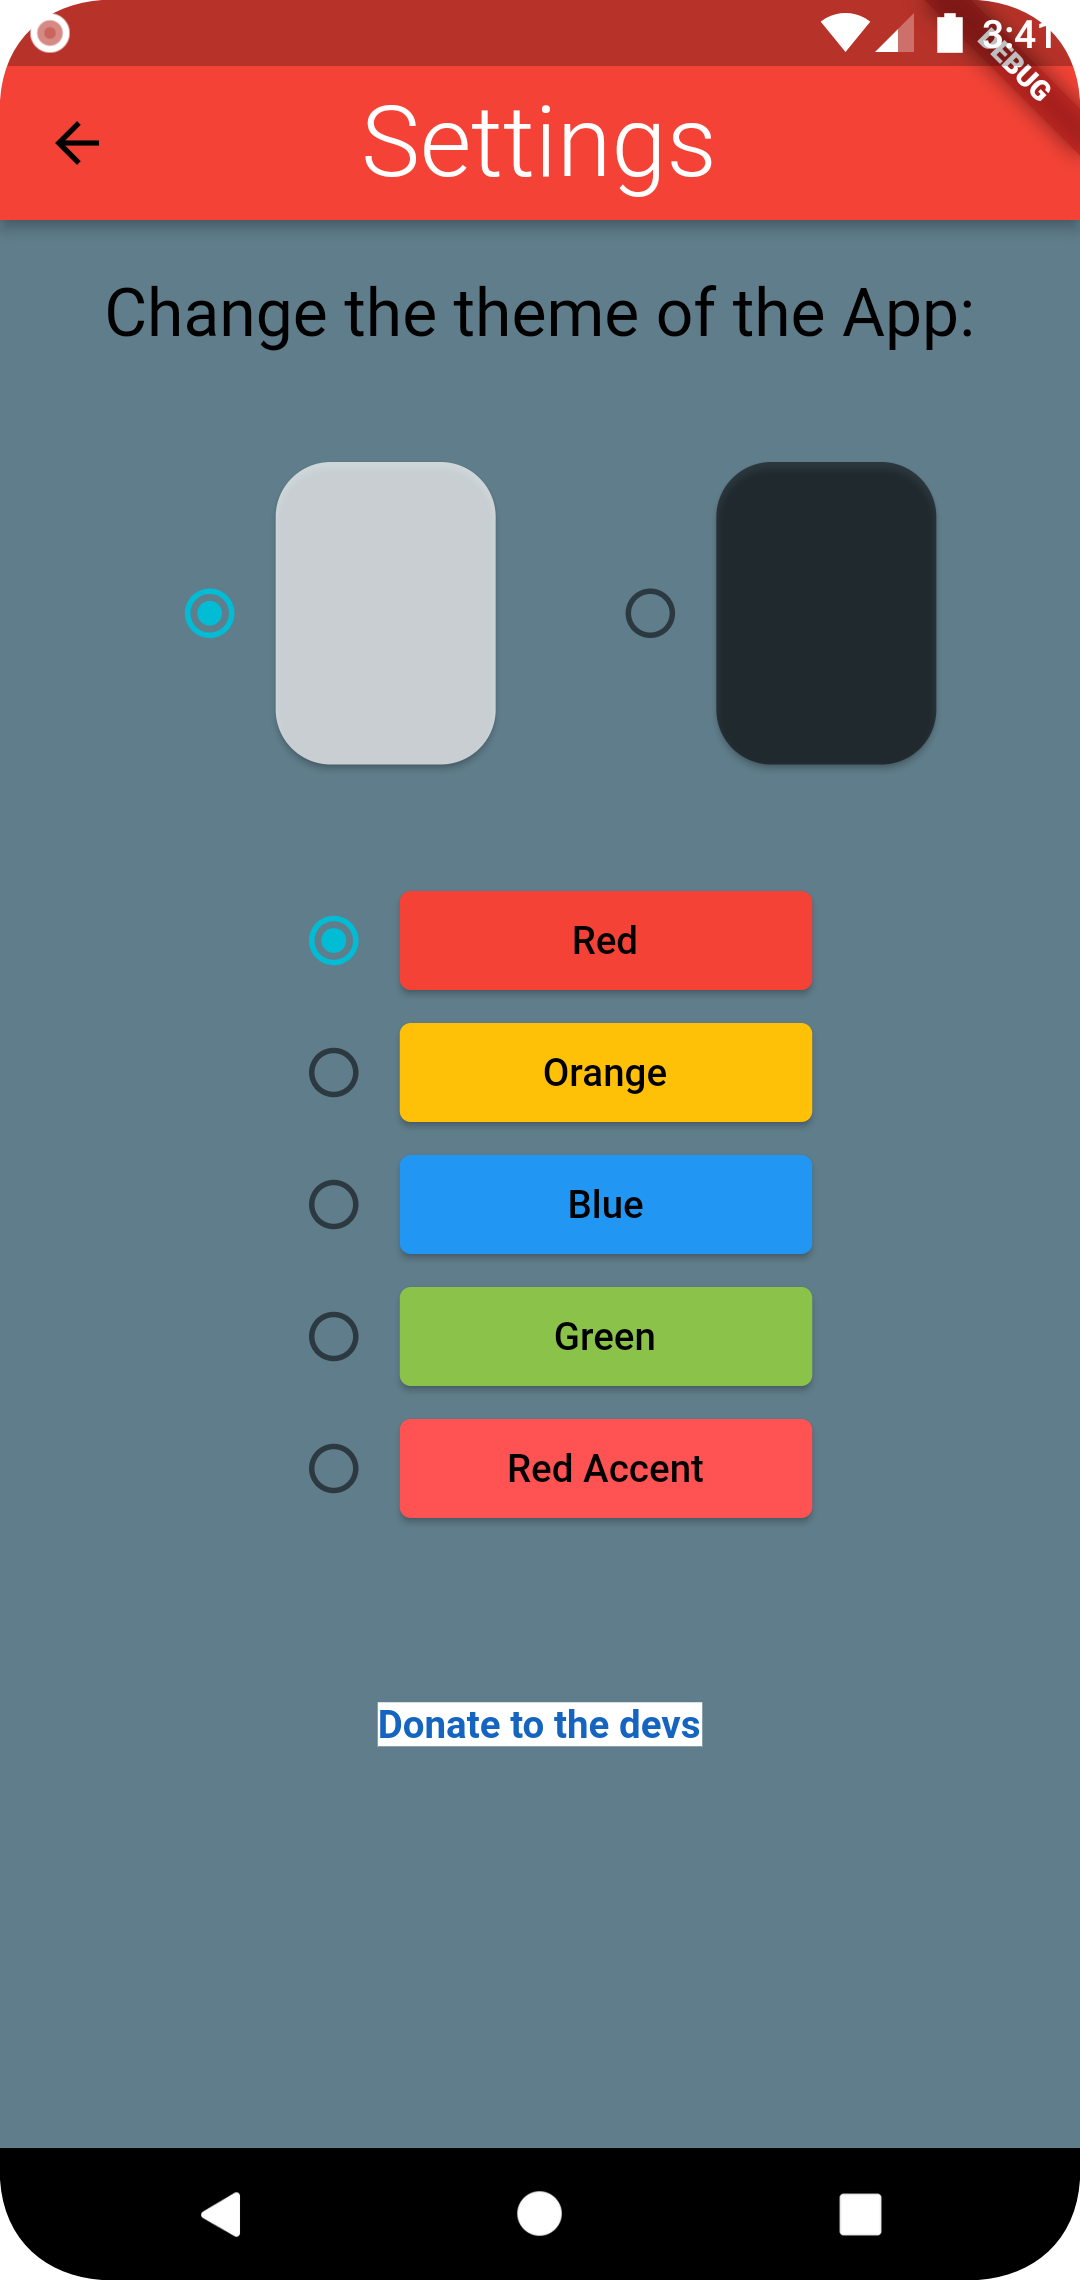 3:41
DEBUG
Settings
Change the theme of the App:
Red
Orange
Blue
Green
Red Accent
Donate to the devs